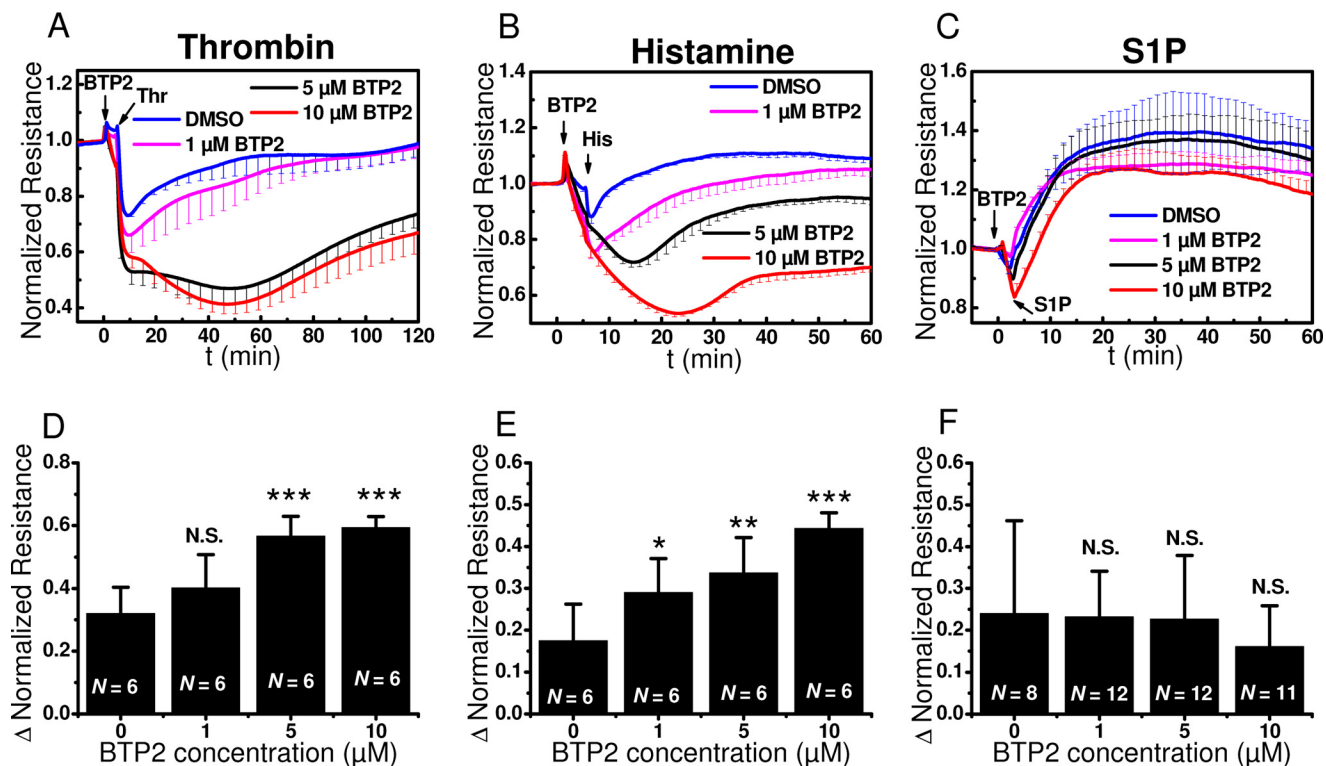 A
Thrombin
Normalized Resistance
1.2
1.0
0.8
0.6
0.4
BTP2
Thr
5 µM BTP2
10 µM BTP2
DMSO
1 µM BTP2
0 20 40 60 80 100 120
t (min)
B
Histamine
Normalized Resistance
1.4
1.2
1.0
0.8
0.6
BTP2
His
DMSO
1 µM BTP2
5 µM BTP2
10 µM BTP2
0 10 20 30 40 50 60
t (min)
C
S1P
Normalized Resistance
1.6
1.4
1.2
1.0
0.8
BTP2
S1P
DMSO
1 µM BTP2
5 µM BTP2
10 µM BTP2
0 10 20 30 40 50 60
t (min)
D
Δ Normalized Resistance
0.8
0.6
0.4
0.2
0.0
N.S.
***
***
N = 6
N = 6
N = 6
N = 6
0 1 5 10
BTP2 concentration (µM)
E
Δ Normalized Resistance
0.6
0.5
0.4
0.3
0.2
0.1
0.0
*
**
***
N = 6
N = 6
N = 6
N = 6
0 1 5 10
BTP2 concentration (µM)
F
Δ Normalized Resistance
0.6
0.5
0.4
0.3
0.2
0.1
0.0
N.S.
N.S.
N.S.
N = 8
N = 12
N = 12
N = 11
0 1 5 10
BTP2 concentration (µM)